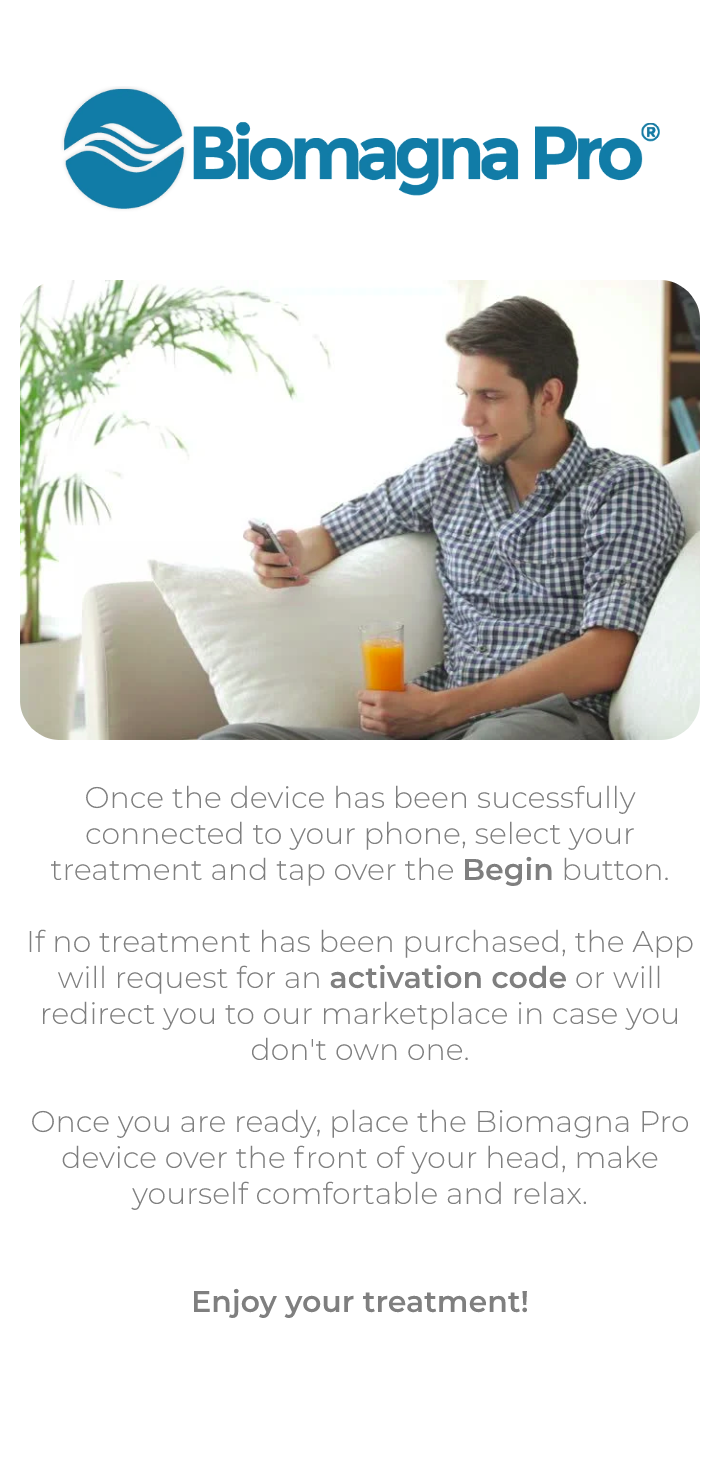 Biomagna Pro®
Once the device has been sucessfully
connected to your phone, select your
treatment and tap over the Begin button.
If no treatment has been purchased, the App
will request for an activation code or will
redirect you to our marketplace in case you
don't own one.
Once you are ready, place the Biomagna Pro
device over the front of your head, make
yourself comfortable and relax.
Enjoy your treatment!